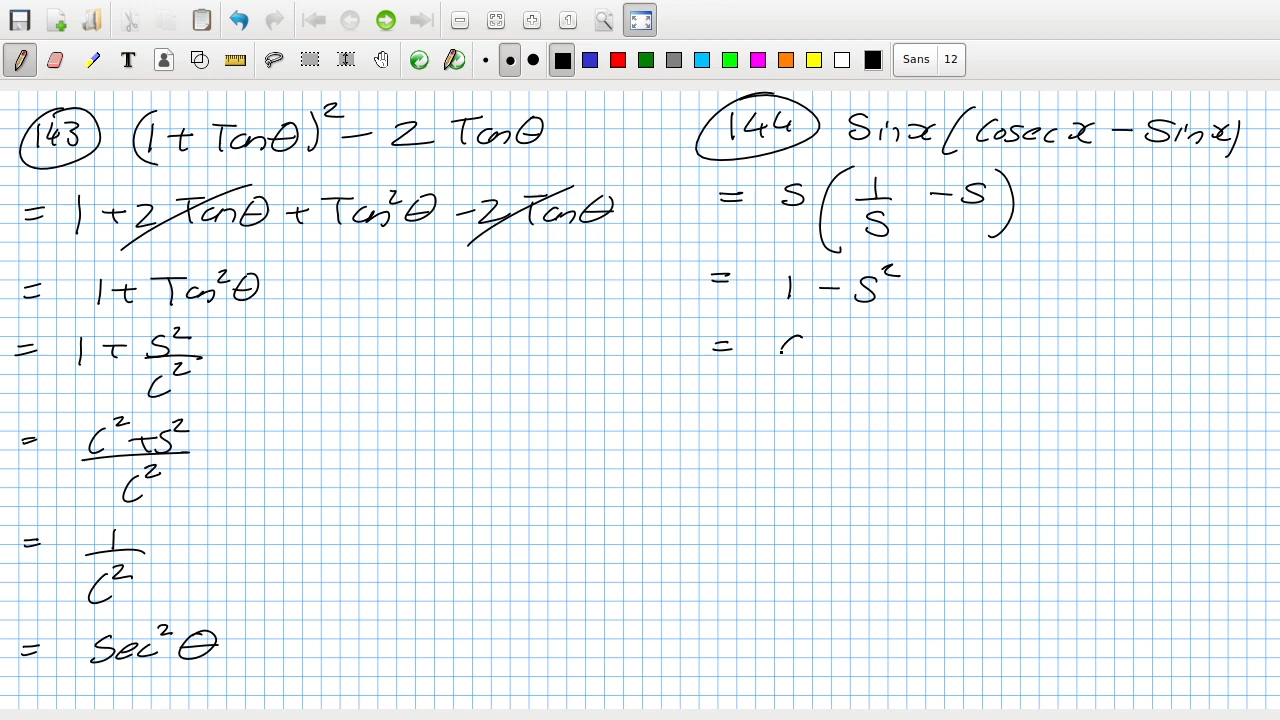 Sans 12
143 (1 + Tanθ)² − 2 Tanθ
= 1 + 2 Tanθ + Tan²θ − 2 Tanθ
= 1 + Tan²θ
= 1 + S²/C²
= C² + S²/C²
= 1/C²
= Sec²θ
144 Sinx(Cosecx − Sinx)
= S(1/S − S)
= 1 − S²
=